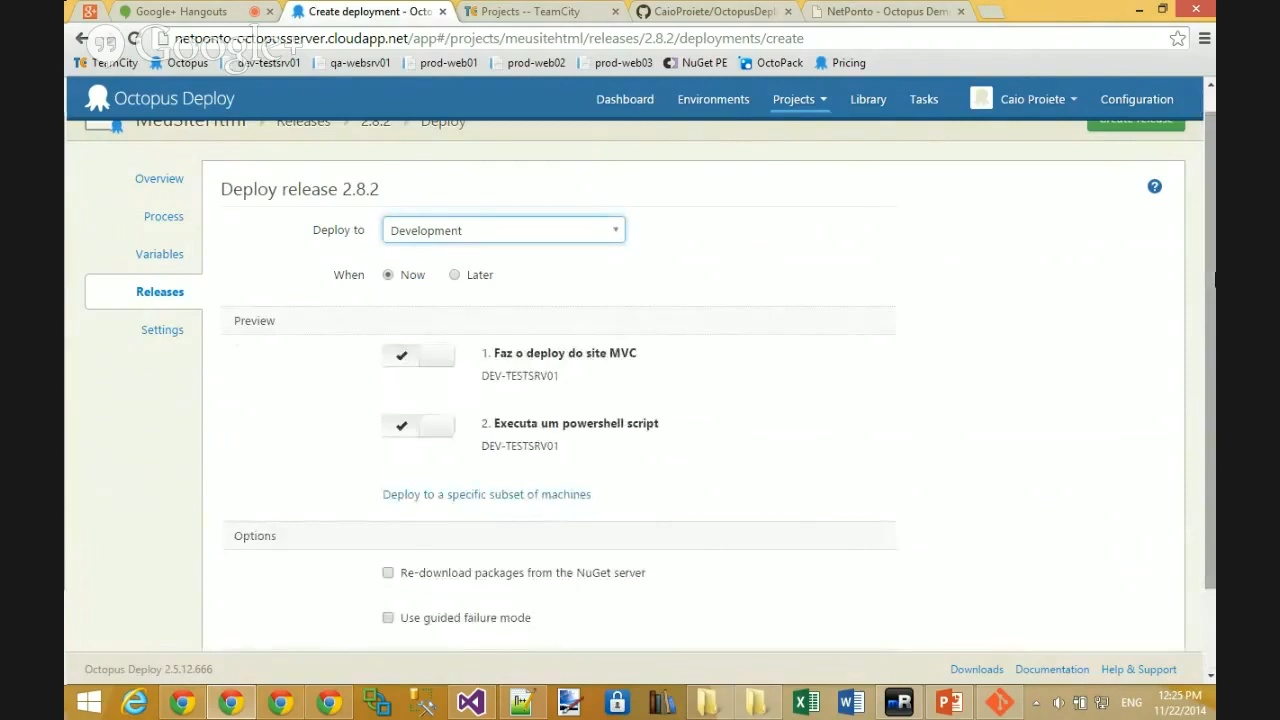 Google+ Hangouts
Create deployment - Octo
Projects -- TeamCity
CaioProiete/OctopusDepl
NetPonto - Octopus Dem
Google+
netponto-octopusserver.cloudapp.net/app#/projects/meusitehtml/releases/2.8.2/deployments/create
TeamCity
Octopus
dev-testsrv01
qa-websrv01
prod-web01
prod-web02
prod-web03
NuGet PE
OctoPack
Pricing
Octopus Deploy
Dashboard
Environments
Projects
Library
Tasks
Caio Proiete
Configuration
MeuSiteHtml
Releases
2.8.2
Deploy
Create release
Overview
Process
Variables
Releases
Settings
Deploy release 2.8.2
Deploy to
Development
When
Now
Later
Preview
1. Faz o deploy do site MVC
DEV-TESTSRV01
2. Executa um powershell script
DEV-TESTSRV01
Deploy to a specific subset of machines
Options
Re-download packages from the NuGet server
Use guided failure mode
Octopus Deploy 2.5.12.666
Downloads
Documentation
Help & Support
ENG
12:25 PM
11/22/2014